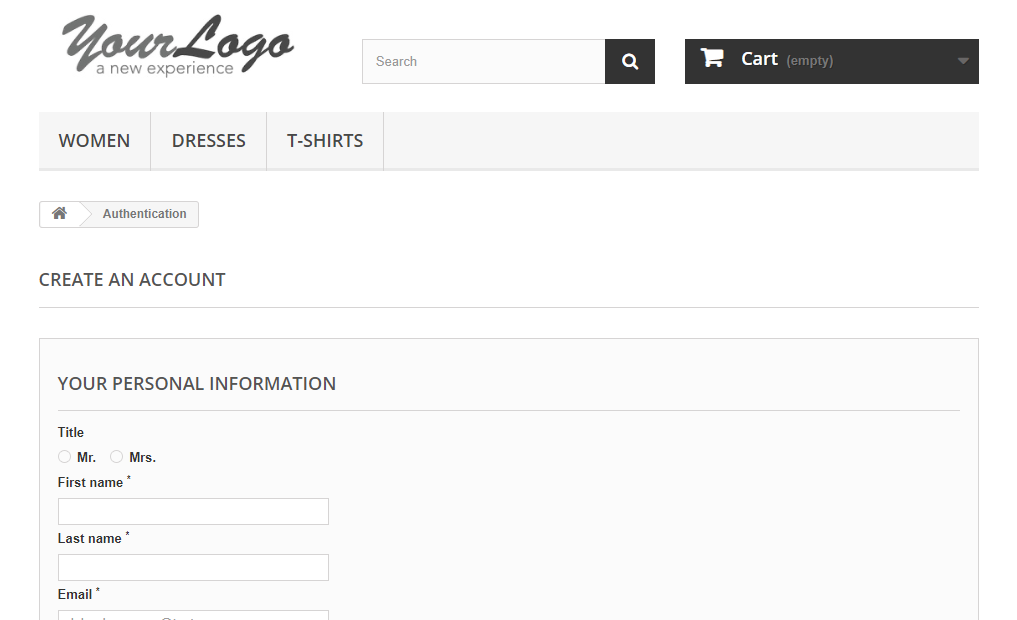 YourLogo
a new experience
Search
Cart (empty)
WOMEN DRESSES T-SHIRTS
Authentication
CREATE AN ACCOUNT
YOUR PERSONAL INFORMATION
Title
Mr. Mrs.
First name *
Last name *
Email *